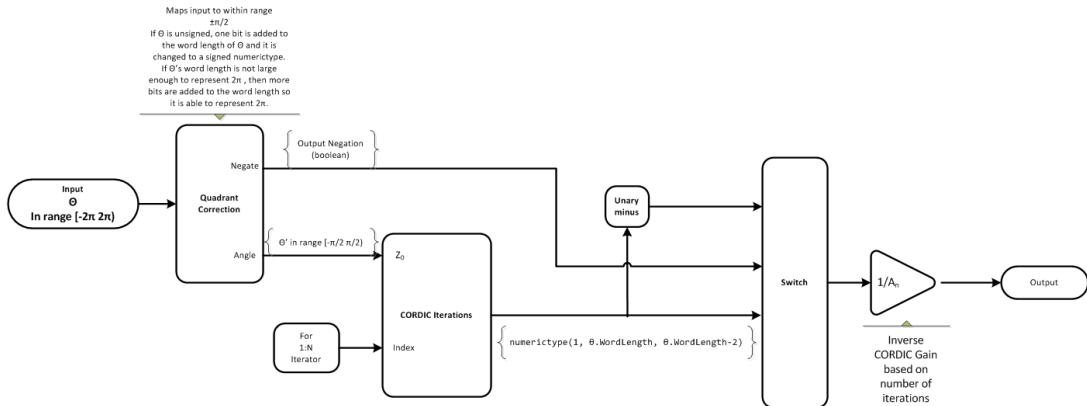 Maps input to within range
±π/2
If Θ is unsigned, one bit is added to
the word length of Θ and it is
changed to a signed numerictype.
If Θ's word length is not large
enough to represent 2π , then more
bits are added to the word length so
it is able to represent 2π.
Input
Θ
In range [-2π 2π)
Quadrant
Correction
Negate
Angle
Output Negation
(boolean)
Θ' in range [-π/2 π/2)
Z₀
CORDIC Iterations
Index
For
1:N
Iterator
Unary
minus
numerictype(1, θ.WordLength, θ.WordLength-2)
Switch
1/Aₙ
Inverse
CORDIC Gain
based on
number of
iterations
Output